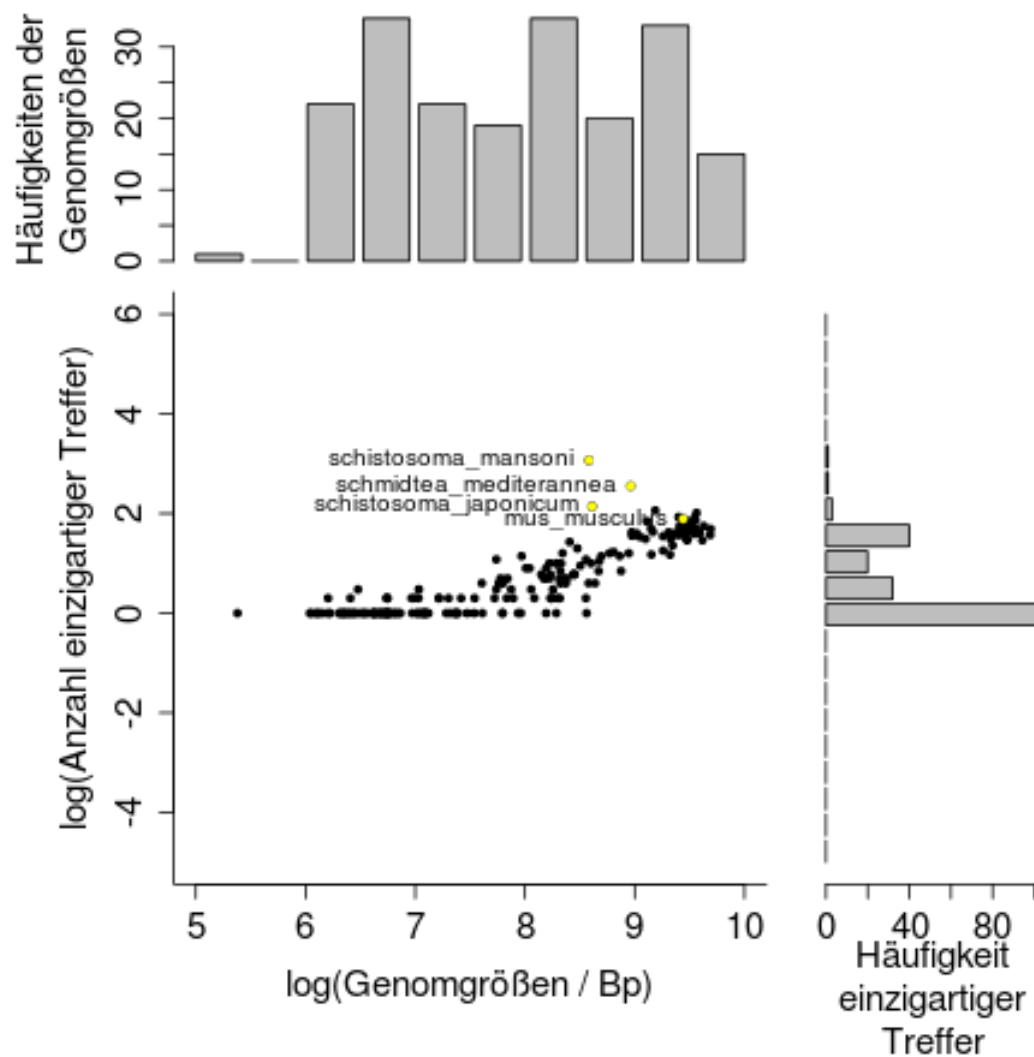 Häufigkeiten der
Genomgrößen
0
10
20
30
log(Anzahl einzigartiger Treffer)
6
4
2
0
-2
-4
schistosoma_mansoni
schmidtea_mediterannea
schistosoma_japonicum
mus_musculus
5 6 7 8 9 10
log(Genomgrößen / Bp)
0 40 80
Häufigkeit
einzigartiger
Treffer